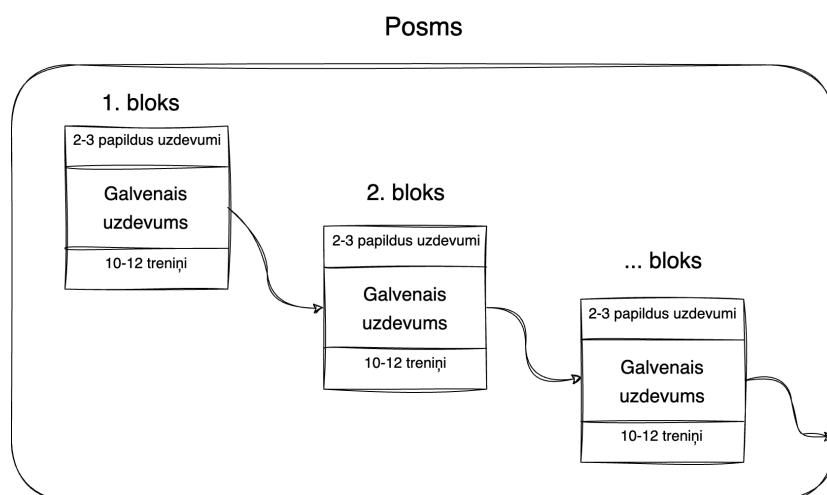 Posms
1. bloks
2-3 papildus uzdevumi
Galvenais
uzdevums
10-12 treniņi
2. bloks
2-3 papildus uzdevumi
Galvenais
uzdevums
10-12 treniņi
... bloks
2-3 papildus uzdevumi
Galvenais
uzdevums
10-12 treniņi